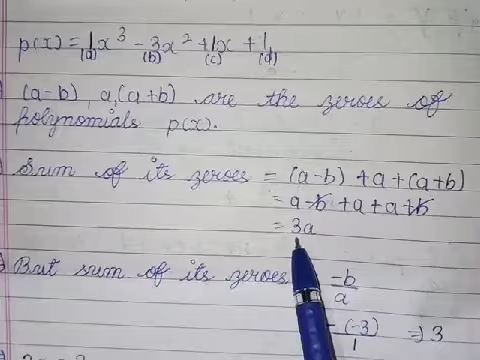 p(x) = 1x³ - 3x² + 1x + 1
(a) (b) (c) (d)
(a-b), a, (a+b) are the zeroes of
polynomials p(x).
Sum of its zeroes = (a-b) + a + (a+b)
= a - b + a + a + b
= 3a
But sum of its zeroes -b/a
- (-3)/1 ⇒ 3